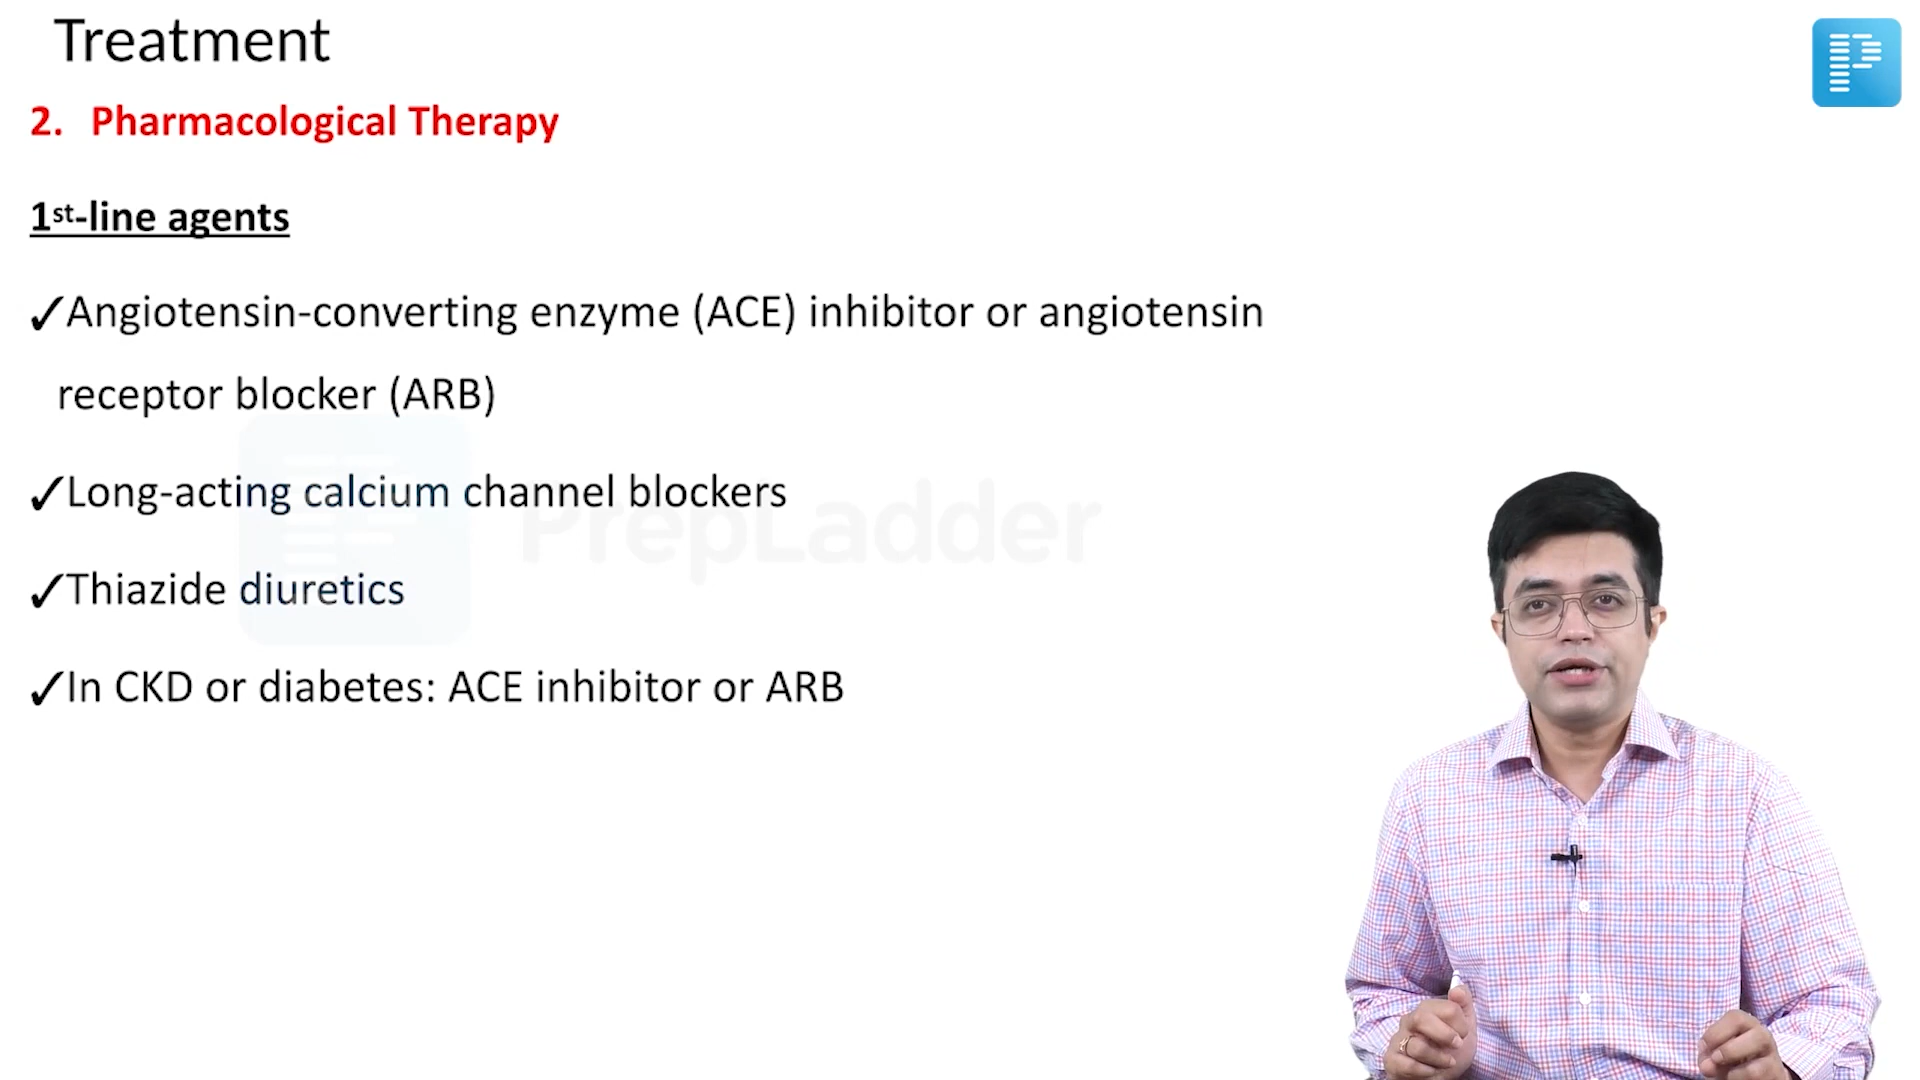 Treatment
2. Pharmacological Therapy
1st-line agents
✓Angiotensin-converting enzyme (ACE) inhibitor or angiotensin
receptor blocker (ARB)
✓Long-acting calcium channel blockers
PrepLadder
✓Thiazide diuretics
✓In CKD or diabetes: ACE inhibitor or ARB